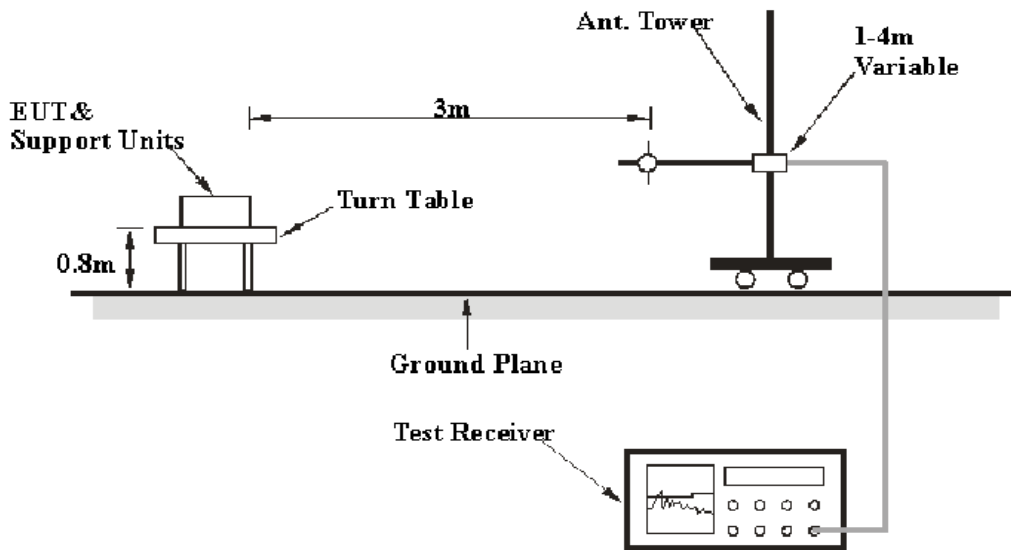 Ant. Tower
1-4m
Variable
3m
EUT&
Support Units
Turn Table
0.8m
Ground Plane
Test Receiver